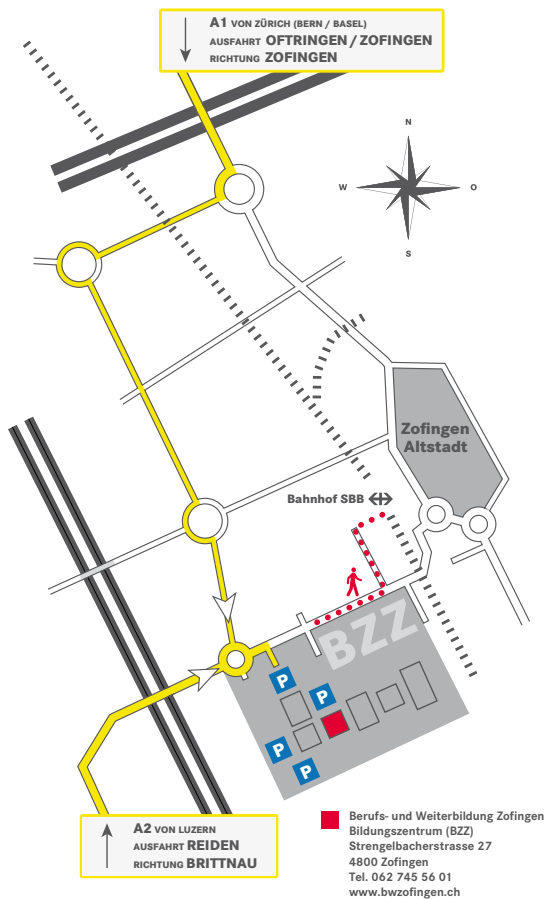 A1 VON ZÜRICH (BERN / BASEL)
AUSFAHRT OFTRINGEN / ZOFINGEN
RICHTUNG ZOFINGEN
N
W
O
S
Zofingen
Altstadt
Bahnhof SBB
BZZ
P
P
P
P
A2 VON LUZERN
AUSFAHRT REIDEN
RICHTUNG BRITTNAU
Berufs- und Weiterbildung Zofingen
Bildungszentrum (BZZ)
Strengelbacherstrasse 27
4800 Zofingen
Tel. 062 745 56 01
www.bwzofingen.ch